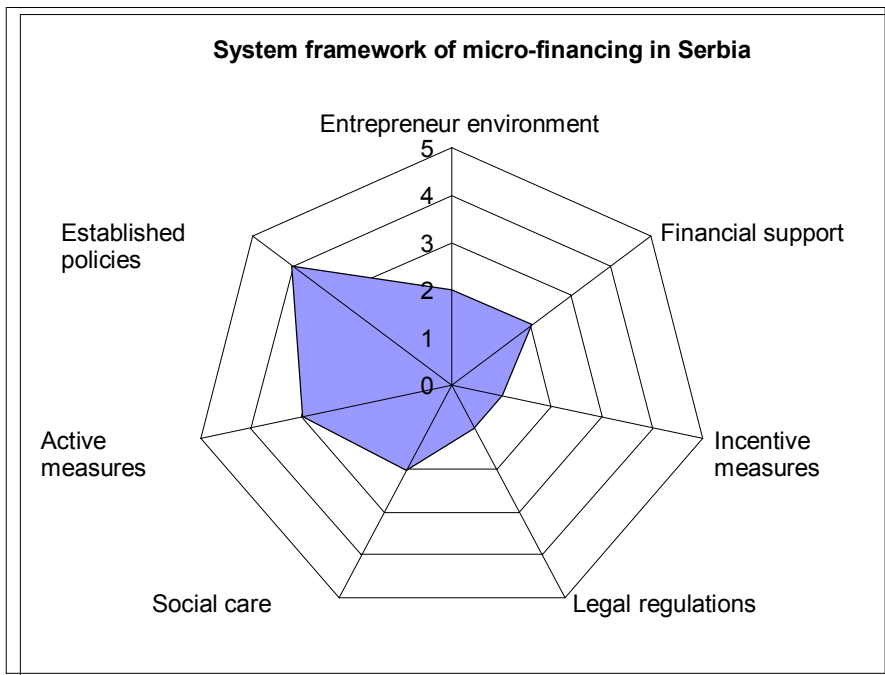 System framework of micro-financing in Serbia
Entrepreneur environment
5
4
3
2
1
0
Financial support
Incentive
measures
Legal regulations
Social care
Active
measures
Established
policies